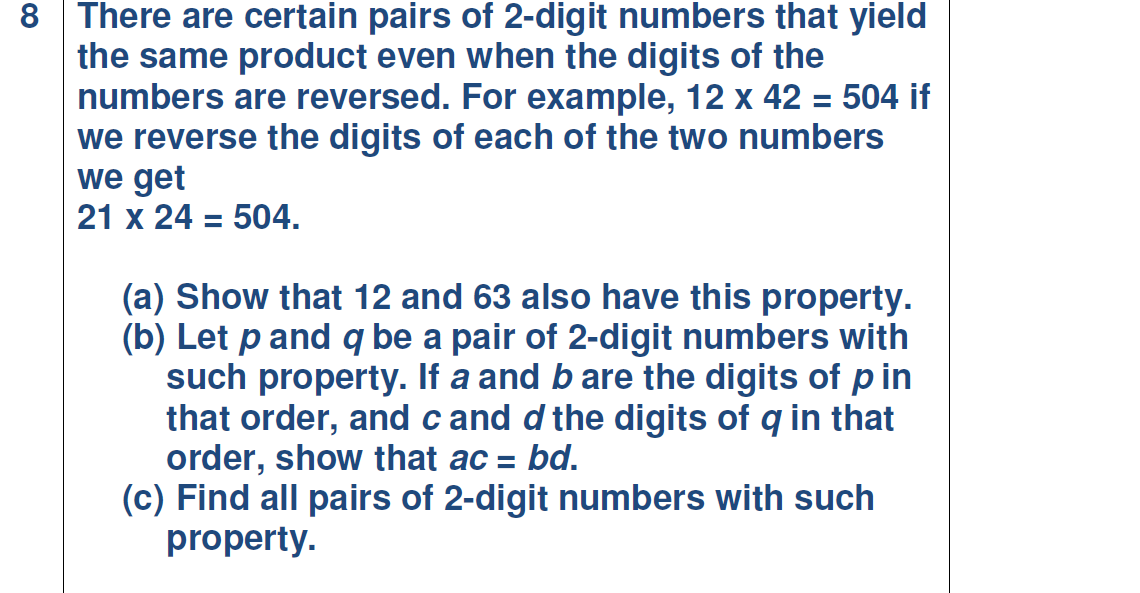 8 There are certain pairs of 2-digit numbers that yield
the same product even when the digits of the
numbers are reversed. For example, 12 x 42 = 504 if
we reverse the digits of each of the two numbers
we get
21 x 24 = 504.
(a) Show that 12 and 63 also have this property.
(b) Let p and q be a pair of 2-digit numbers with
such property. If a and b are the digits of p in
that order, and c and d the digits of q in that
order, show that ac = bd.
(c) Find all pairs of 2-digit numbers with such
property.